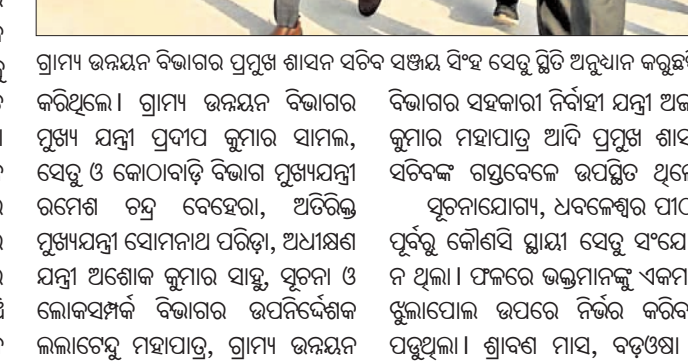 ଗ୍ରାମ୍ୟ ଉନ୍ନୟନ ବିଭାଗର ପ୍ରମୁଖ ଶାସନ ସଚିବ ସଞ୍ଜୟ ସିଂହ ସେତୁ ସ୍ଥିତି ଅନୁଧ୍ୟାନ
କରିଥିଲେ। ଗ୍ରାମ୍ୟ ଉନ୍ନୟନ ବିଭାଗର
ମୁଖ୍ୟ ଯନ୍ତ୍ରୀ ପ୍ରଦୀପ କୁମାର ସାମଲ,
ସେତୁ ଓ କୋଠାବାଡ଼ି ବିଭାଗ ମୁଖ୍ୟଯନ୍ତ୍ରୀ
ରମେଶ ଚନ୍ଦ୍ର ବେହେରା, ଅତିରିକ୍ତ
ମୁଖ୍ୟଯନ୍ତ୍ରୀ ସୋମନାଥ ପରିଡ଼ା, ଅଧୀକ୍ଷଣ
ଯନ୍ତ୍ରୀ ଅଶୋକ କୁମାର ସାହୁ, ସୂଚନା ଓ
ଲୋକସମ୍ପର୍କ ବିଭାଗର ଉପନିର୍ଦ୍ଦେଶକ
ଲଲାଟେନ୍ଦୁ ମହାପାତ୍ର, ଗ୍ରାମ୍ୟ ଉନ୍ନୟନ
ବିଭାଗର ସହକାରୀ ନିର୍ବାହୀ ଯନ୍ତ୍ରୀ
କୁମାର ମହାପାତ୍ର ଆଦି ପ୍ରମୁଖ
ସଚିବଙ୍କ ଗସ୍ତବେଳେ ଉପସ୍ଥିତ
ସୂଚନାଯୋଗ୍ୟ, ଧବଳେଶ୍ୱର
ପୂର୍ବରୁ କୌଣସି ସ୍ଥାୟୀ ସେତୁ
ନ ଥିଲା। ଫଳରେ ଭକ୍ତମାନଙ୍କୁ
ଝୁଲାପୋଲ ଉପରେ ନିର୍ଭର
ପଡୁଥିଲା। ଶ୍ରାବଣ ମାସ, ବଡ଼ଓଷା